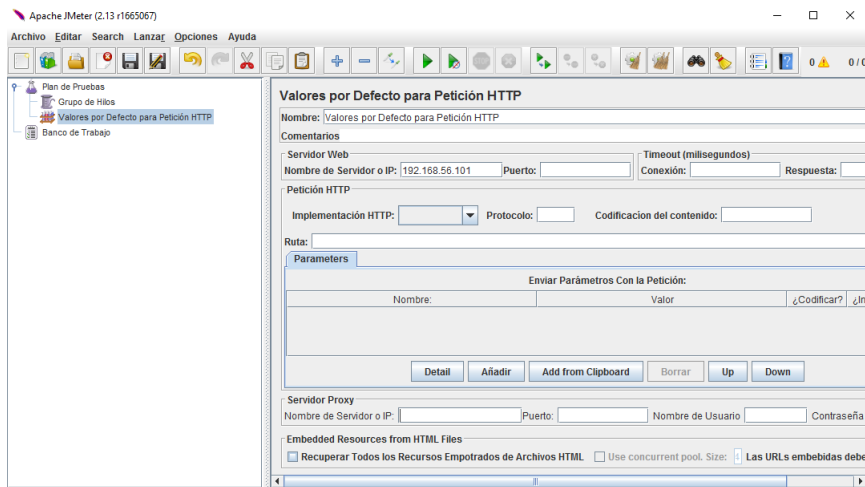 Apache JMeter (2.13 r1665067)
Archivo Editar Search Lanzar Opciones Ayuda
0 0 / 0
Plan de Pruebas
Grupo de Hilos
Valores por Defecto para Petición HTTP
Banco de Trabajo
Valores por Defecto para Petición HTTP
Nombre: Valores por Defecto para Petición HTTP
Comentarios
Servidor Web
Nombre de Servidor o IP: 192.168.56.101 Puerto:
Timeout (milisegundos)
Conexión: Respuesta:
Petición HTTP
Implementación HTTP: Protocolo: Codificacion del contenido:
Ruta:
Parameters
Enviar Parámetros Con la Petición:
Nombre: Valor ¿Codificar? ¿In
Detail Añadir Add from Clipboard Borrar Up Down
Servidor Proxy
Nombre de Servidor o IP: Puerto: Nombre de Usuario Contraseña
Embedded Resources from HTML Files
Recuperar Todos los Recursos Empotrados de Archivos HTML Use concurrent pool. Size: Las URLs embebidas debe